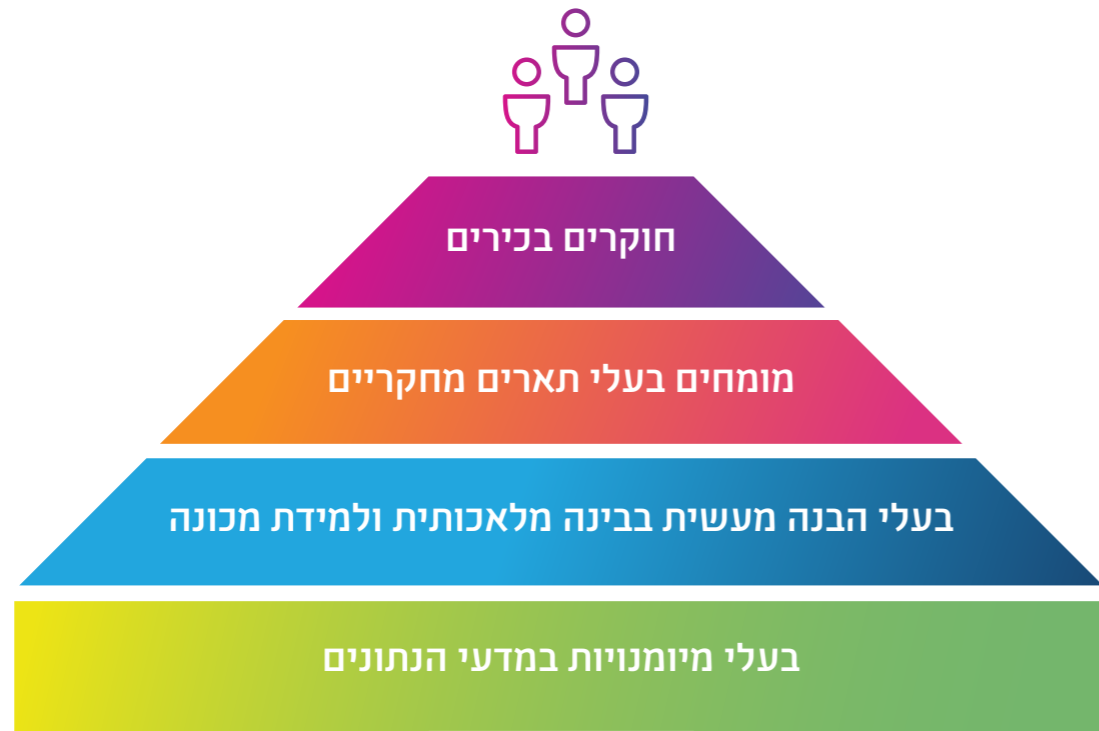 חוקרים בכירים
מומחים בעלי תארים מחקריים
בעלי הבנה מעשית בבינה מלאכותית ולמידת מכונה
בעלי מיומנויות במדעי הנתונים